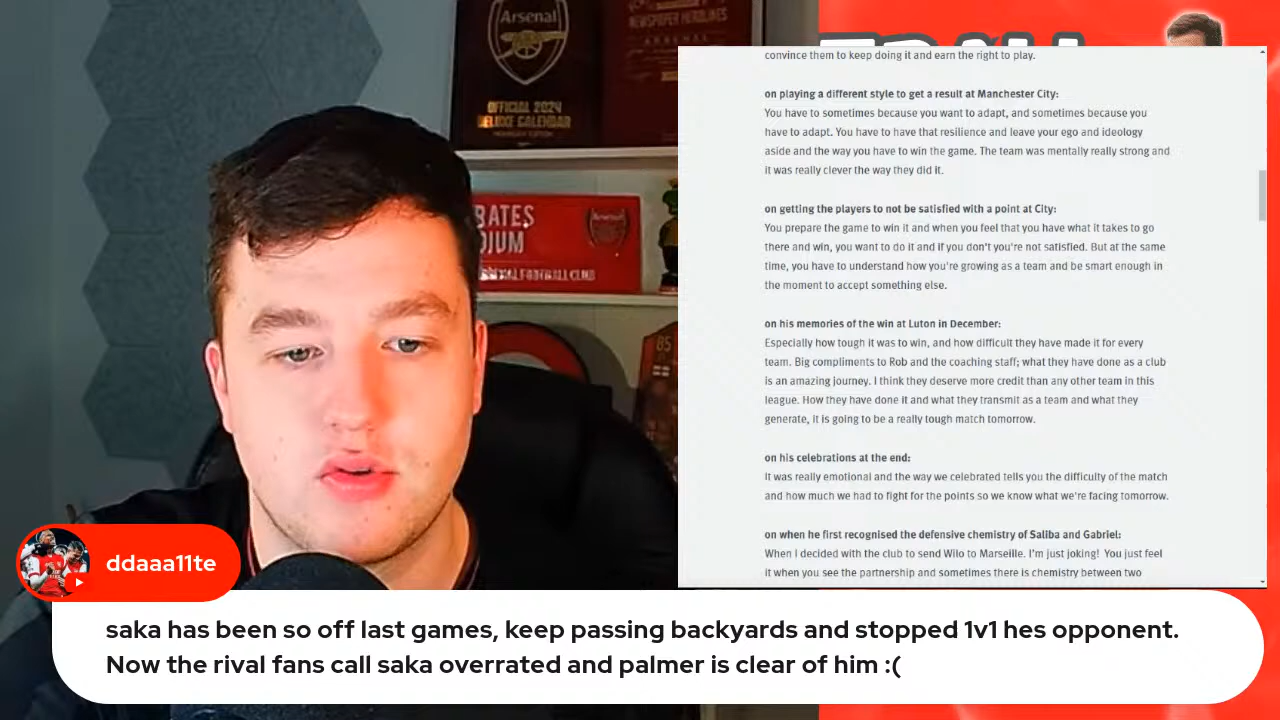 Arsenal
OFFICIAL 2024
DELUXE CALENDAR
NEWSPAPER HEADLINES
ARSENAL
Arsenal
85
convince them to keep doing it and earn the right to play.
on playing a different style to get a result at Manchester City:
You have to sometimes because you want to adapt, and sometimes because you
have to adapt. You have to have that resilience and leave your ego and ideology
aside and the way you have to win the game. The team was mentally really strong and
it was really clever the way they did it.
on getting the players to not be satisfied with a point at City:
You prepare the game to win it and when you feel that you have what it takes to go
there and win, you want to do it and if you don't you're not satisfied. But at the same
time, you have to understand how you're growing as a team and be smart enough in
the moment to accept something else.
on his memories of the win at Luton in December:
Especially how tough it was to win, and how difficult they have made it for every
team. Big compliments to Rob and the coaching staff; what they have done as a club
is an amazing journey. I think they deserve more credit than any other team in this
league. How they have done it and what they transmit as a team and what they
generate, it is going to be a really tough match tomorrow.
on his celebrations at the end:
It was really emotional and the way we celebrated tells you the difficulty of the match
and how much we had to fight for the points so we know what we're facing tomorrow.
on when he first recognised the defensive chemistry of Saliba and Gabriel:
When I decided with the club to send Wilo to Marseille. I'm just joking! You just feel
it when you see the partnership and sometimes there is chemistry between two
ddaaa11te
saka has been so off last games, keep passing backyards and stopped 1v1 hes opponent.
Now the rival fans call saka overrated and palmer is clear of him :(